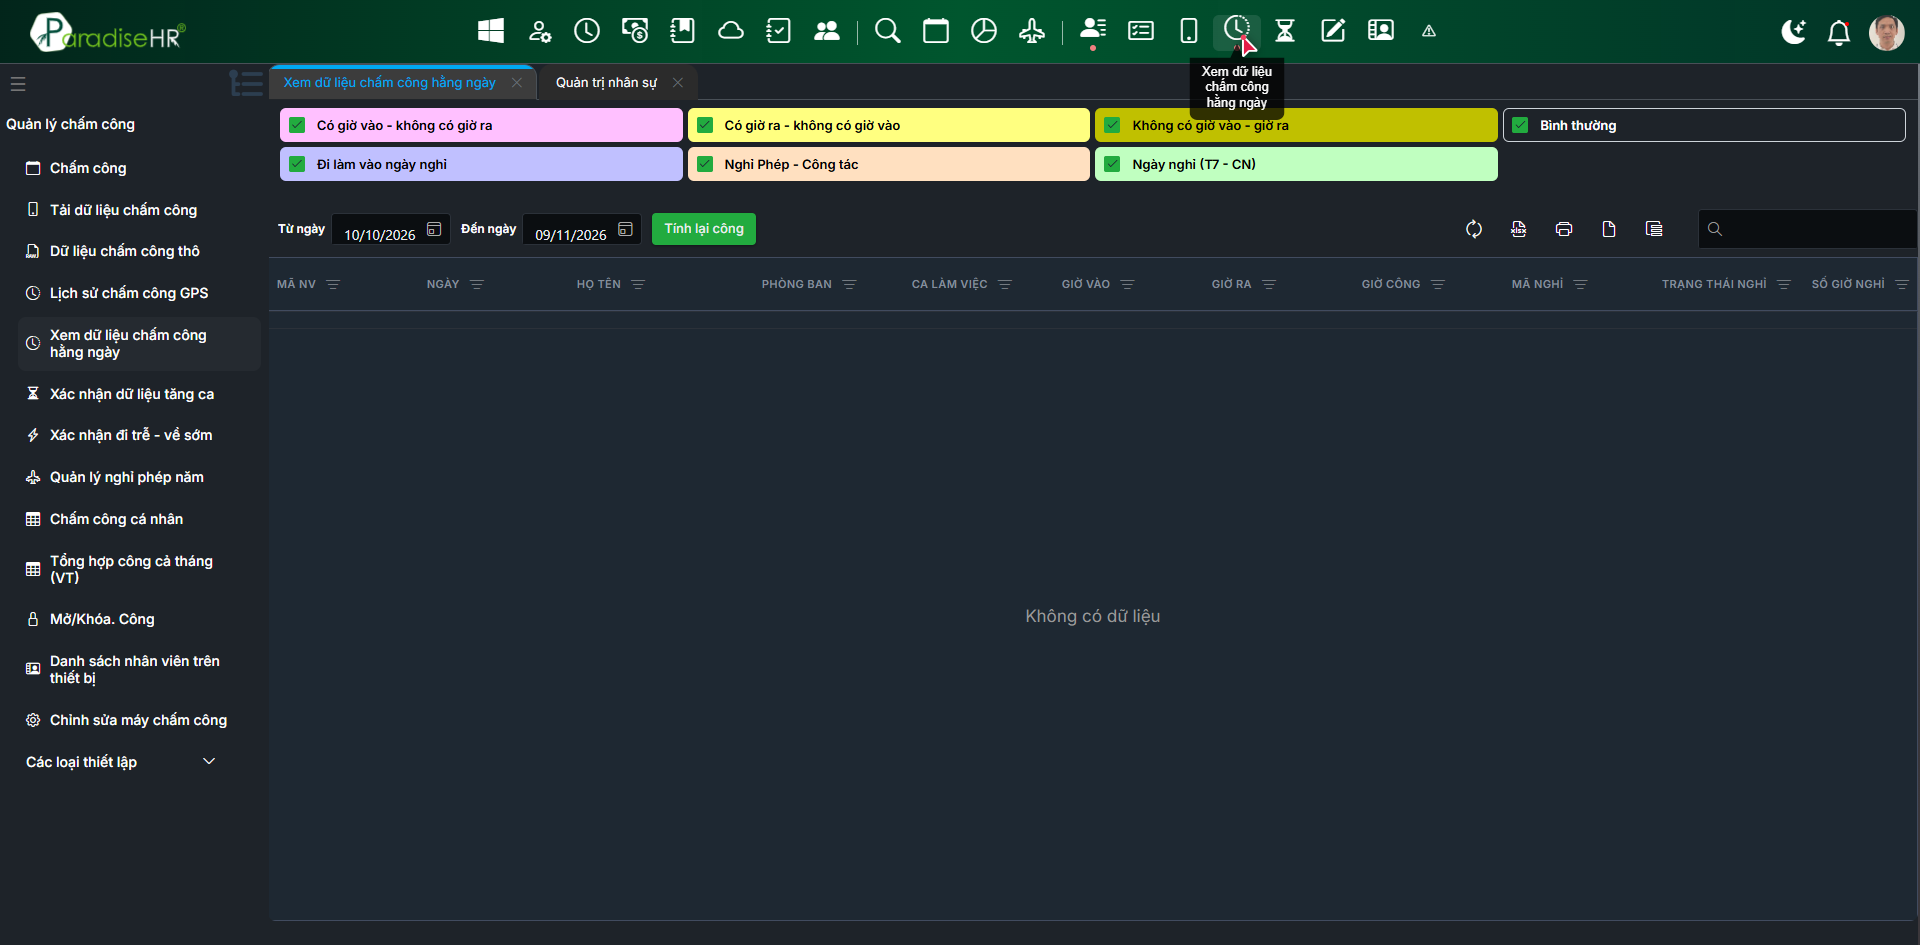 ParadiseHR®
Xem dữ liệu chấm công hằng ngày
Quản trị nhân sự
Xem dữ liệu
chấm công
hằng ngày
Quản lý chấm công
Chấm công
Tải dữ liệu chấm công
Dữ liệu chấm công thô
Lịch sử chấm công GPS
Xem dữ liệu chấm công
hằng ngày
Xác nhận dữ liệu tăng ca
Xác nhận đi trễ - về sớm
Quản lý nghỉ phép năm
Chấm công cá nhân
Tổng hợp công cả tháng
(VT)
Mở/Khóa. Công
Danh sách nhân viên trên
thiết bị
Chỉnh sửa máy chấm công
Các loại thiết lập
Có giờ vào - không có giờ ra
Có giờ ra - không có giờ vào
Không có giờ vào - giờ ra
Bình thường
Đi làm vào ngày nghỉ
Nghỉ Phép - Công tác
Ngày nghỉ (T7 - CN)
Từ ngày
10/10/2026
Đến ngày
09/11/2026
Tính lại công
MÃ NV
NGÀY
HỌ TÊN
PHÒNG BAN
CA LÀM VIỆC
GIỜ VÀO
GIỜ RA
GIỜ CÔNG
MÃ NGHỈ
TRẠNG THÁI NGHỈ
SỐ GIỜ NGHỈ
Không có dữ liệu